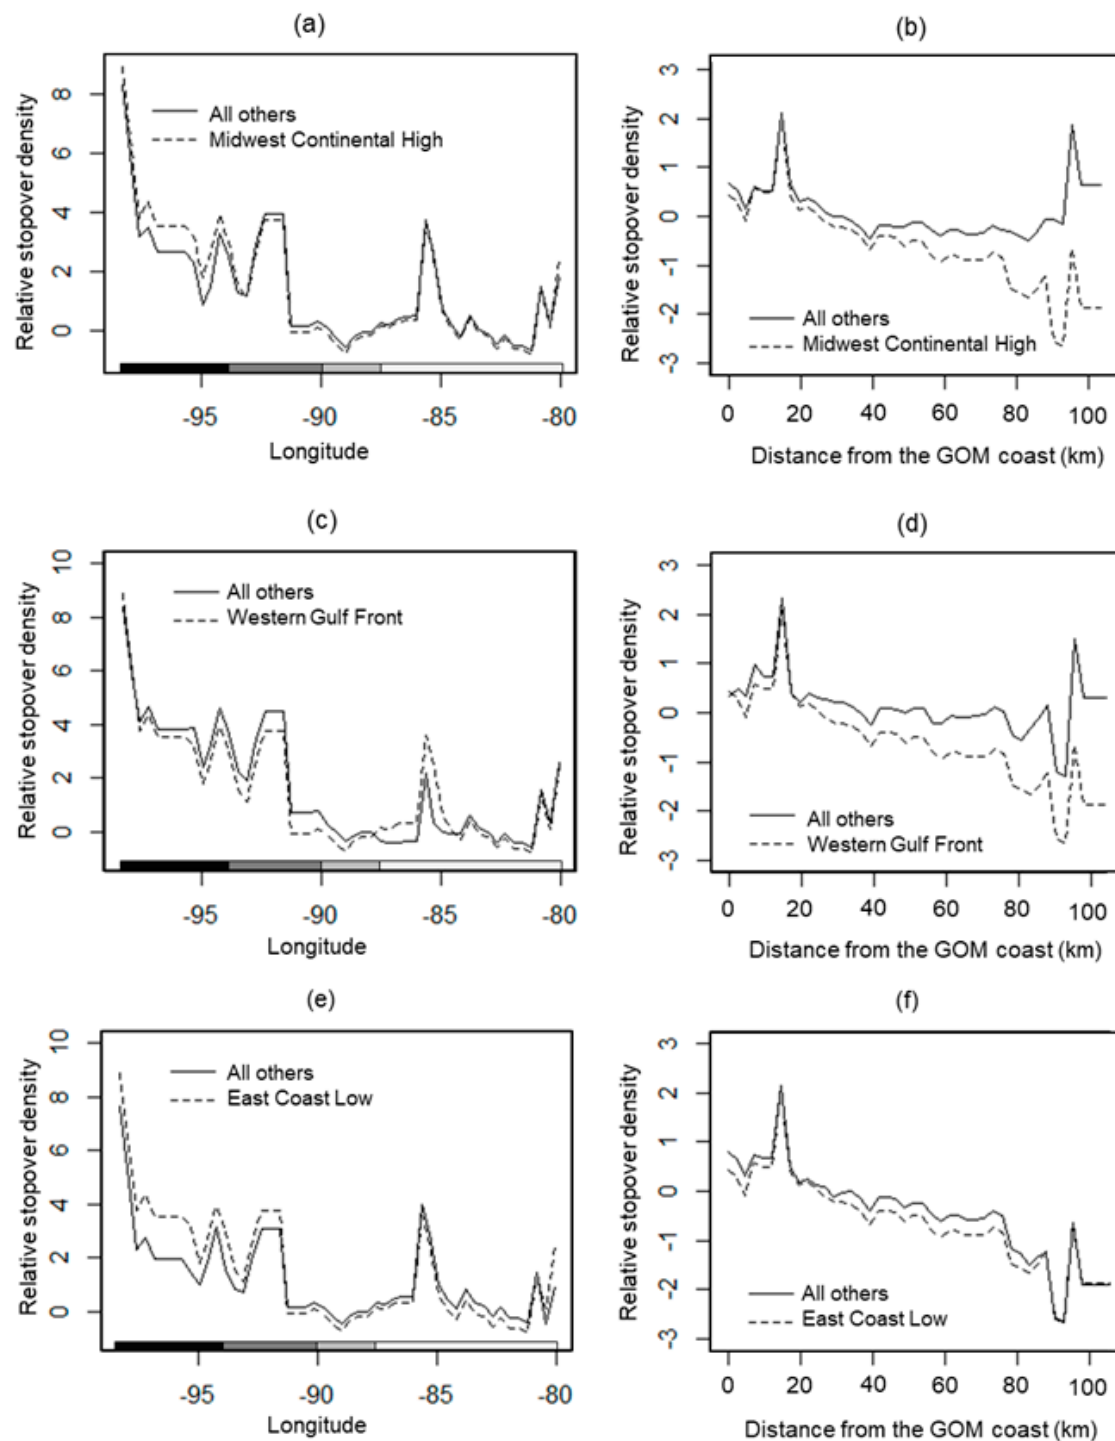 (a)
Relative stopover density
8
6
4
2
0
All others
Midwest Continental High
-95
-90
-85
-80
Longitude
(b)
Relative stopover density
3
2
1
0
-1
-2
-3
All others
Midwest Continental High
0
20
40
60
80
100
Distance from the GOM coast (km)
(c)
Relative stopover density
10
8
6
4
2
0
All others
Western Gulf Front
-95
-90
-85
-80
Longitude
(d)
Relative stopover density
3
2
1
0
-1
-2
-3
All others
Western Gulf Front
0
20
40
60
80
100
Distance from the GOM coast (km)
(e)
Relative stopover density
10
8
6
4
2
0
All others
East Coast Low
-95
-90
-85
-80
Longitude
(f)
Relative stopover density
3
2
1
0
-1
-2
-3
All others
East Coast Low
0
20
40
60
80
100
Distance from the GOM coast (km)